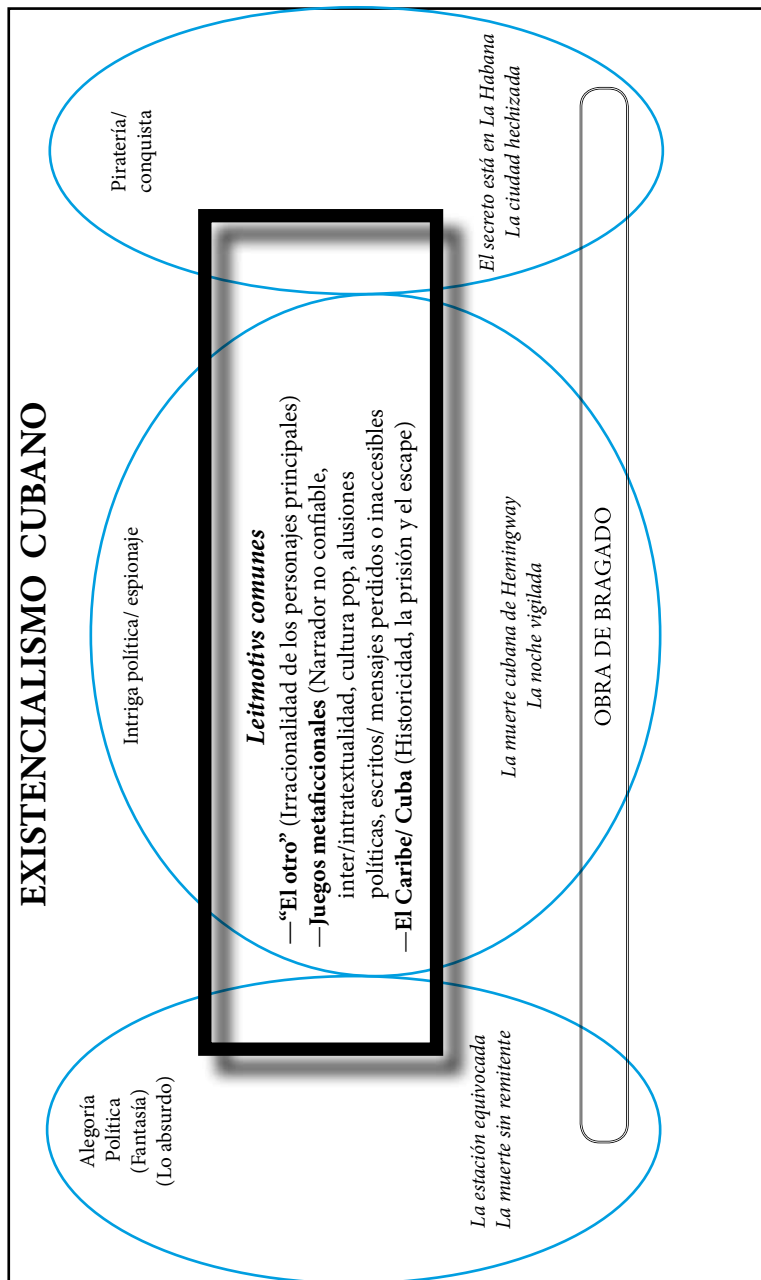 EXISTENCIALISMO CUBANO
Alegoría
Política
(Fantasía)
(Lo absurdo)
Intriga política/ espionaje
Piratería/
conquista
Leitmotivs comunes
—“El otro” (Irracionalidad de los personajes principales)
—Juegos metaficcionales (Narrador no confiable,
inter/intratextualidad, cultura pop, alusiones
políticas, escritos/ mensajes perdidos o inaccesibles
—El Caribe/ Cuba (Historicidad, la prisión y el escape)
La estación equivocada
La muerte sin remitente
La muerte cubana de Hemingway
La noche vigilada
El secreto está en La Habana
La ciudad hechizada
OBRA DE BRAGADO